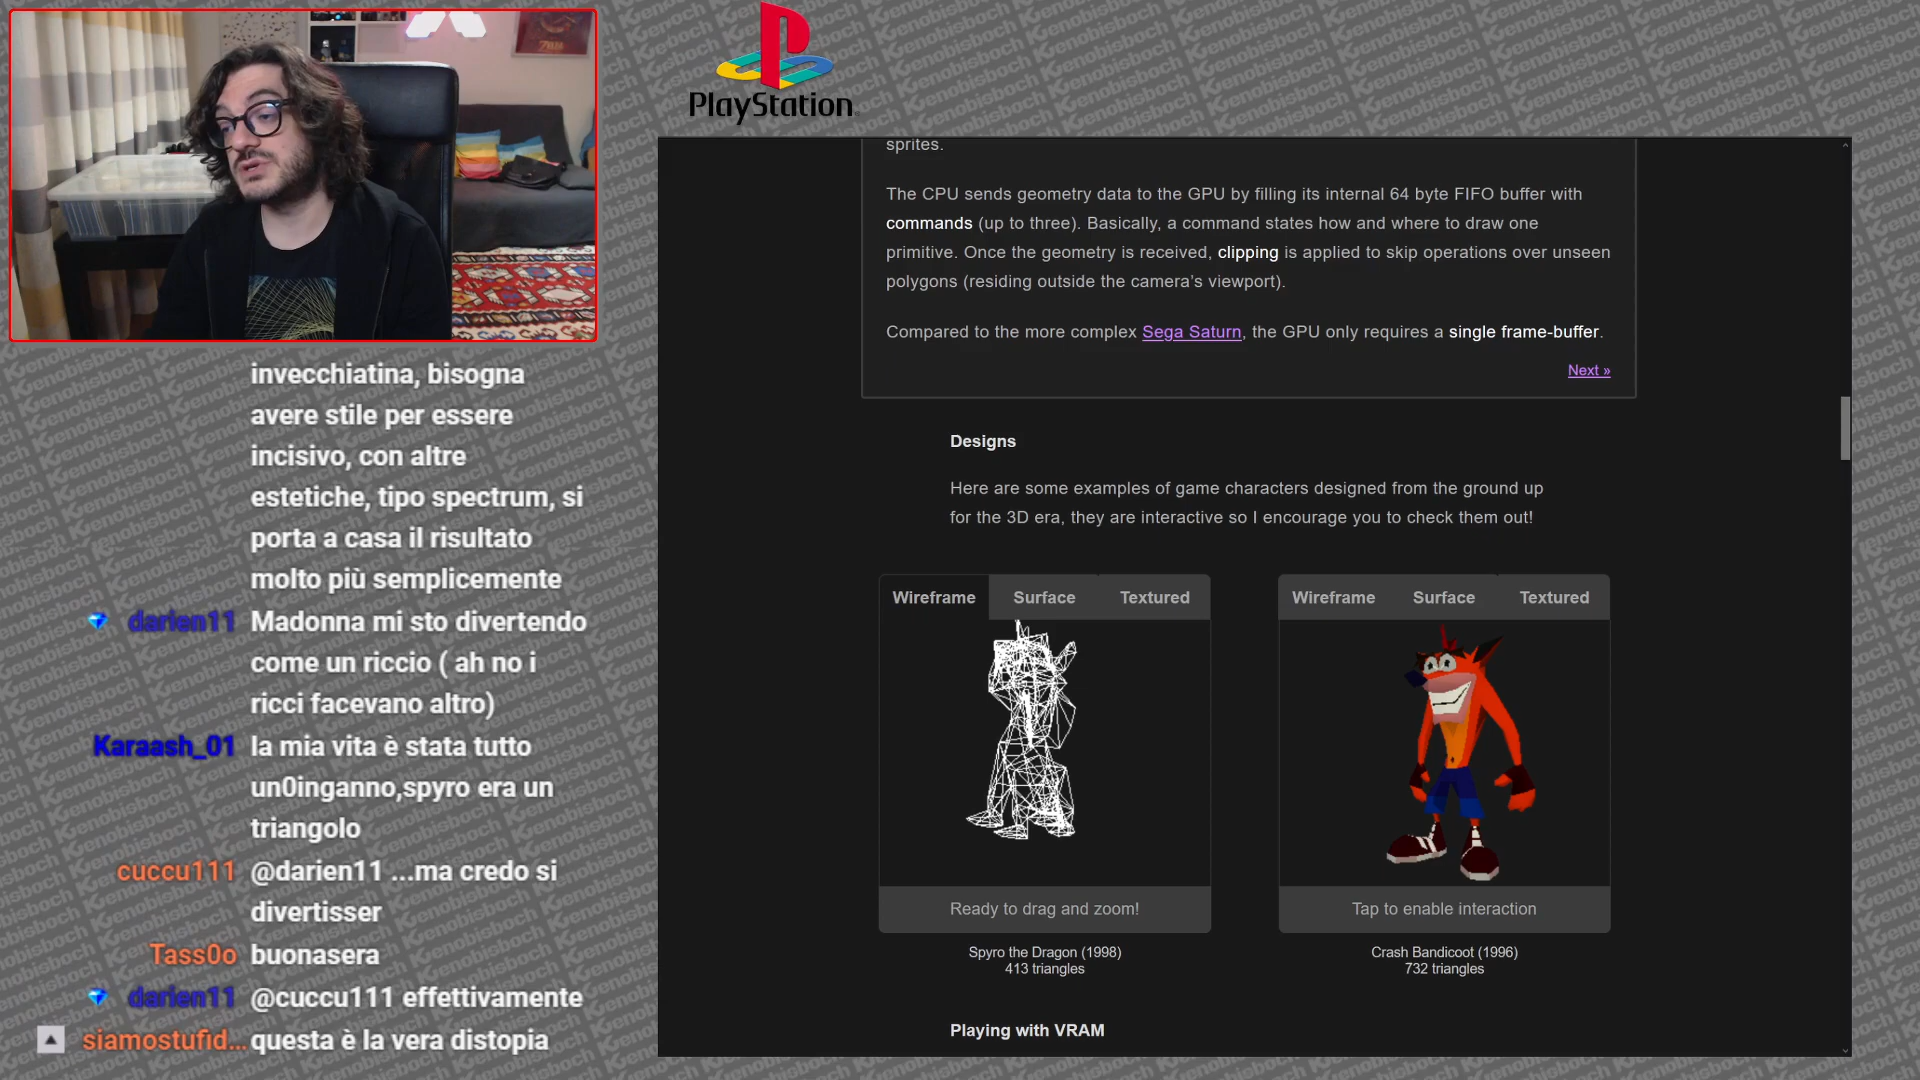 PlayStation
sprites.
The CPU sends geometry data to the GPU by filling its internal 64 byte FIFO buffer with
commands (up to three). Basically, a command states how and where to draw one
primitive. Once the geometry is received, clipping is applied to skip operations over unseen
polygons (residing outside the camera's viewport).
Compared to the more complex Sega Saturn, the GPU only requires a single frame-buffer.
Next »
Designs
Here are some examples of game characters designed from the ground up
for the 3D era, they are interactive so I encourage you to check them out!
Wireframe Surface Textured
Wireframe Surface Textured
Ready to drag and zoom!
Tap to enable interaction
Spyro the Dragon (1998)
413 triangles
Crash Bandicoot (1996)
732 triangles
Playing with VRAM
invecchiatina, bisogna
avere stile per essere
incisivo, con altre
estetiche, tipo spectrum, si
porta a casa il risultato
molto più semplicemente
darien11 Madonna mi sto divertendo
come un riccio ( ah no i
ricci facevano altro)
Karaash_01 la mia vita è stata tutto
un0inganno,spyro era un
triangolo
cuccu111 @darien11 ...ma credo si
divertisser
Tass0o buonasera
darien11 @cuccu111 effettivamente
siamostufid... questa è la vera distopia
Kenobisboch